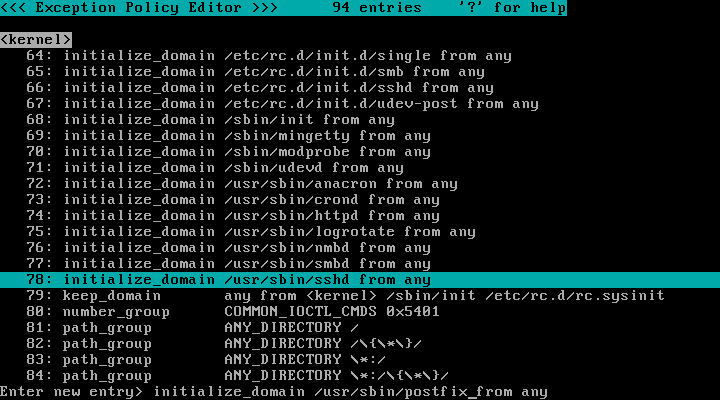 <<< Exception Policy Editor >>>      94 entries    '?' for help
<kernel>
64: initialize_domain /etc/rc.d/init.d/single from any
65: initialize_domain /etc/rc.d/init.d/smb from any
66: initialize_domain /etc/rc.d/init.d/sshd from any
67: initialize_domain /etc/rc.d/init.d/udev-post from any
68: initialize_domain /sbin/init from any
69: initialize_domain /sbin/mingetty from any
70: initialize_domain /sbin/modprobe from any
71: initialize_domain /sbin/udevd from any
72: initialize_domain /usr/sbin/anacron from any
73: initialize_domain /usr/sbin/crond from any
74: initialize_domain /usr/sbin/httpd from any
75: initialize_domain /usr/sbin/logrotate from any
76: initialize_domain /usr/sbin/nmbd from any
77: initialize_domain /usr/sbin/smbd from any
78: initialize_domain /usr/sbin/sshd from any
79: keep_domain       any from <kernel> /sbin/init /etc/rc.d/rc.sysinit
80: number_group      COMMON_IOCTL_CMDS 0x5401
81: path_group        ANY_DIRECTORY /
82: path_group        ANY_DIRECTORY /\{\*\}/
83: path_group        ANY_DIRECTORY \*:/
84: path_group        ANY_DIRECTORY \*:/\{\*\}/
Enter new entry> initialize_domain /usr/sbin/postfix from any